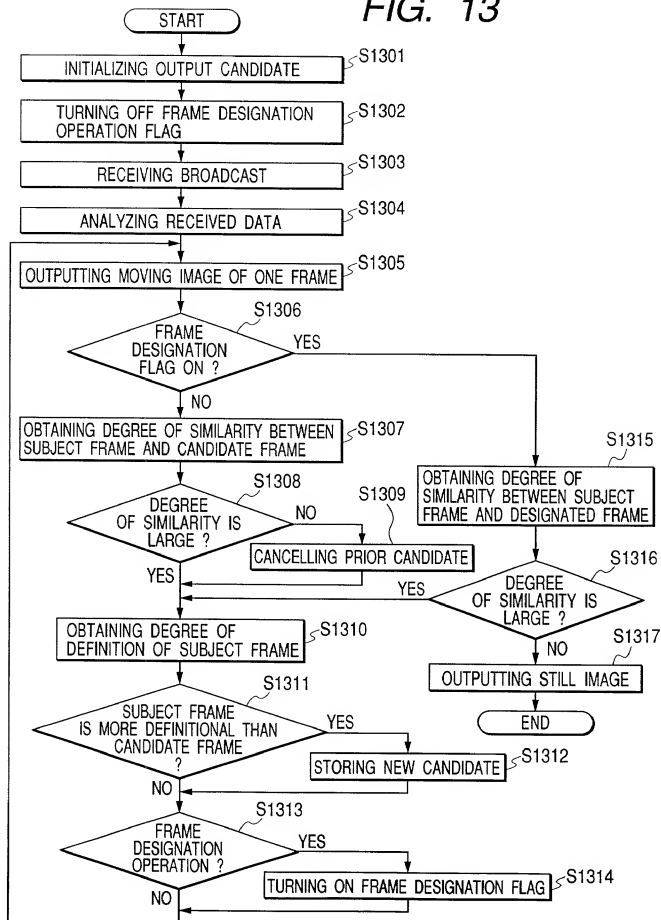 FIG. 13
START
INITIALIZING OUTPUT CANDIDATE
S1301
TURNING OFF FRAME DESIGNATION
OPERATION FLAG
S1302
RECEIVING BROADCAST
S1303
ANALYZING RECEIVED DATA
S1304
OUTPUTTING MOVING IMAGE OF ONE FRAME
S1305
FRAME
DESIGNATION
FLAG ON ?
S1306
YES
NO
OBTAINING DEGREE OF SIMILARITY BETWEEN
SUBJECT FRAME AND CANDIDATE FRAME
S1307
DEGREE
OF SIMILARITY IS
LARGE ?
S1308
NO
YES
CANCELLING PRIOR CANDIDATE
S1309
OBTAINING DEGREE OF
SIMILARITY BETWEEN SUBJECT
FRAME AND DESIGNATED FRAME
S1315
DEGREE
OF SIMILARITY IS
LARGE ?
S1316
YES
NO
OUTPUTTING STILL IMAGE
S1317
END
OBTAINING DEGREE OF
DEFINITION OF SUBJECT FRAME
S1310
SUBJECT FRAME
IS MORE DEFINITIONAL THAN
CANDIDATE FRAME
?
S1311
YES
NO
STORING NEW CANDIDATE
S1312
FRAME
DESIGNATION
OPERATION ?
S1313
YES
NO
TURNING ON FRAME DESIGNATION FLAG
S1314